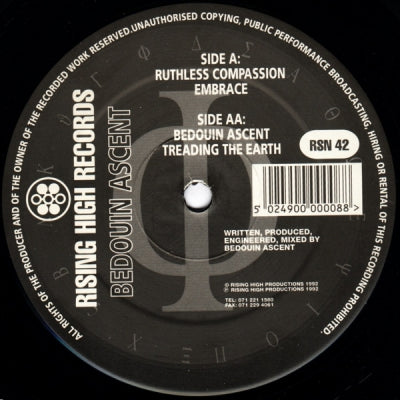 ALL RIGHTS OF THE PRODUCER AND OF THE OWNER OF THE RECORDED WORK RESERVED. UNAUTHORISED COPYING, PUBLIC PERFORMANCE BROADCASTING, HIRING OR RENTAL OF THIS RECORDING PROHIBITED.
RISING HIGH RECORDS
BEDOUIN ASCENT
SIDE A:
RUTHLESS COMPASSION
EMBRACE
SIDE AA:
BEDOUIN ASCENT
TREADING THE EARTH
RSN 42
5 024900 000088 >
WRITTEN, PRODUCED,
ENGINEERED, MIXED BY
BEDOUIN ASCENT
℗ RISING HIGH PRODUCTIONS 1992
© RISING HIGH PRODUCTIONS 1992
TEL: 071 221 1560
FAX: 071 229 4061